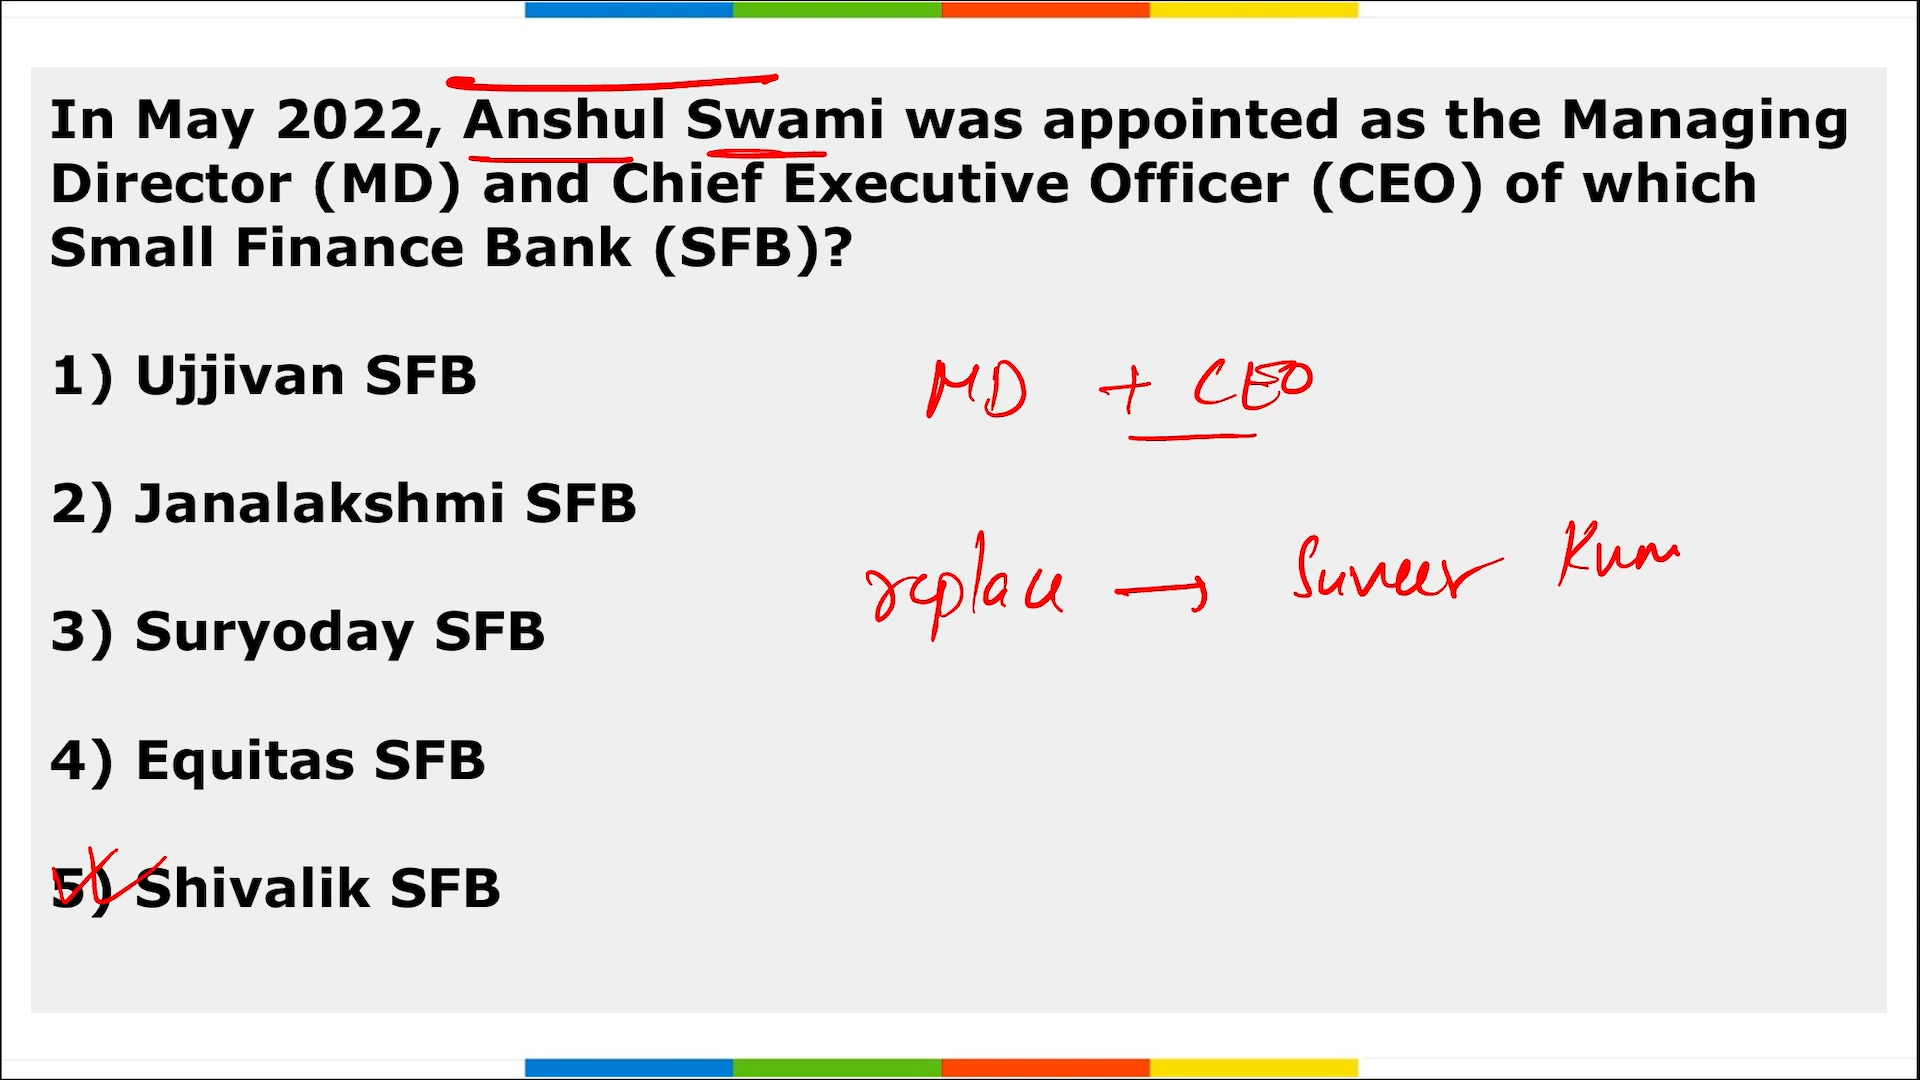 In May 2022, Anshul Swami was appointed as the Managing
Director (MD) and Chief Executive Officer (CEO) of which
Small Finance Bank (SFB)?
1) Ujjivan SFB
MD + CEO
2) Janalakshmi SFB
replace → Suveer Kum
3) Suryoday SFB
4) Equitas SFB
5) Shivalik SFB